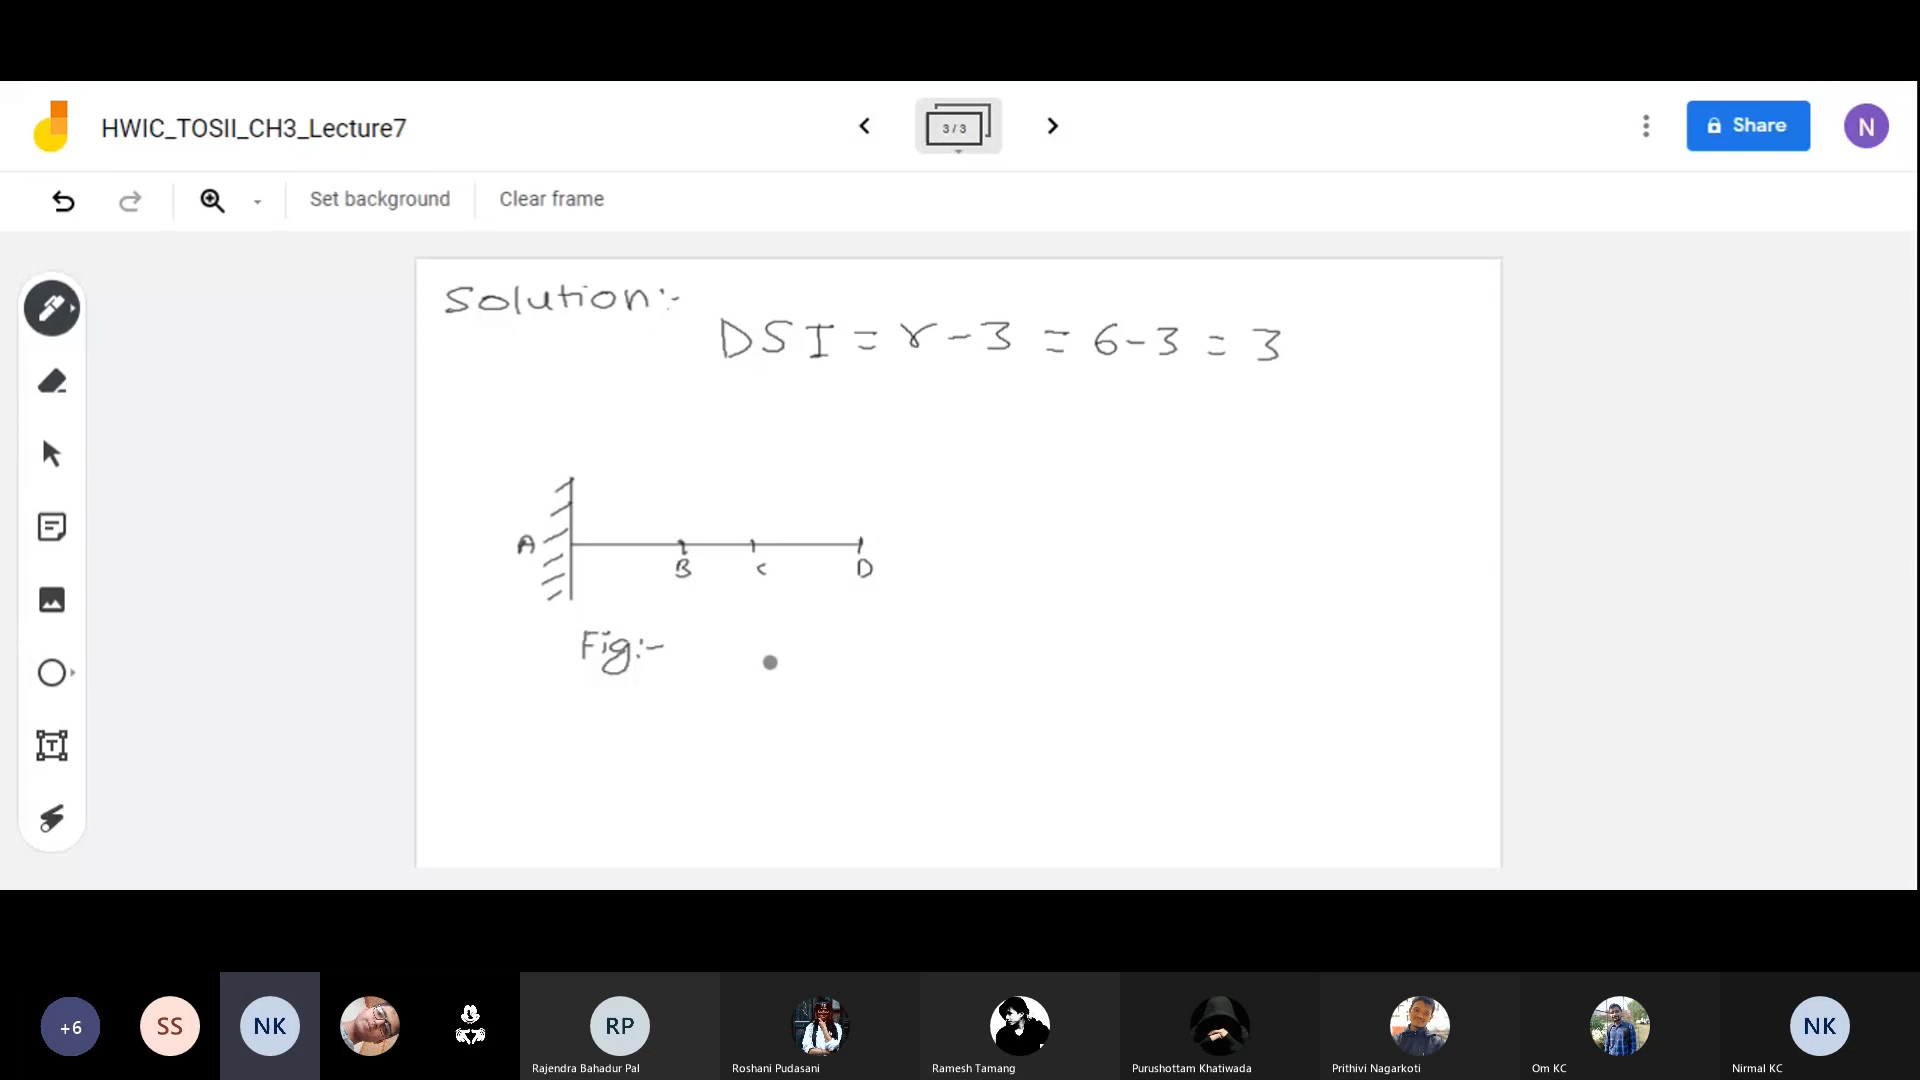 HWIC_TOSII_CH3_Lecture7
3 / 3
Share
N
Set background
Clear frame
Solution:-
DSI = r - 3 = 6 - 3 = 3
A
B
C
D
Fig:-
+6
SS
NK
RP
NK
Rajendra Bahadur Pal
Roshani Pudasani
Ramesh Tamang
Purushottam Khatiwada
Prithivi Nagarkoti
Om KC
Nirmal KC